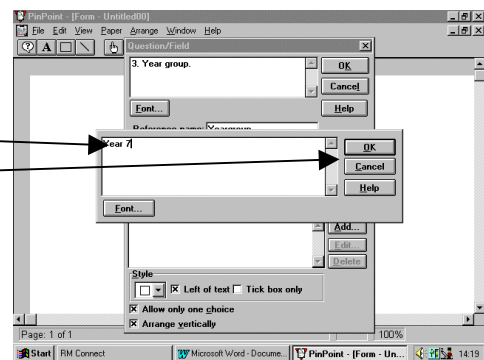 PinPoint - [Form - Untitled00]
File Edit View Paper Arrange Window Help
A
Question/Field
3. Year group.
OK
Cancel
Font...
Help
Reference name: Yeargroup
Year 7
OK
Cancel
Help
Font...
Add...
Edit...
Delete
Style
Left of text Tick box only
Allow only one choice
Arrange vertically
Page: 1 of 1
100%
Start RM Connect Microsoft Word - Docume... PinPoint - [Form - Un... 14:19